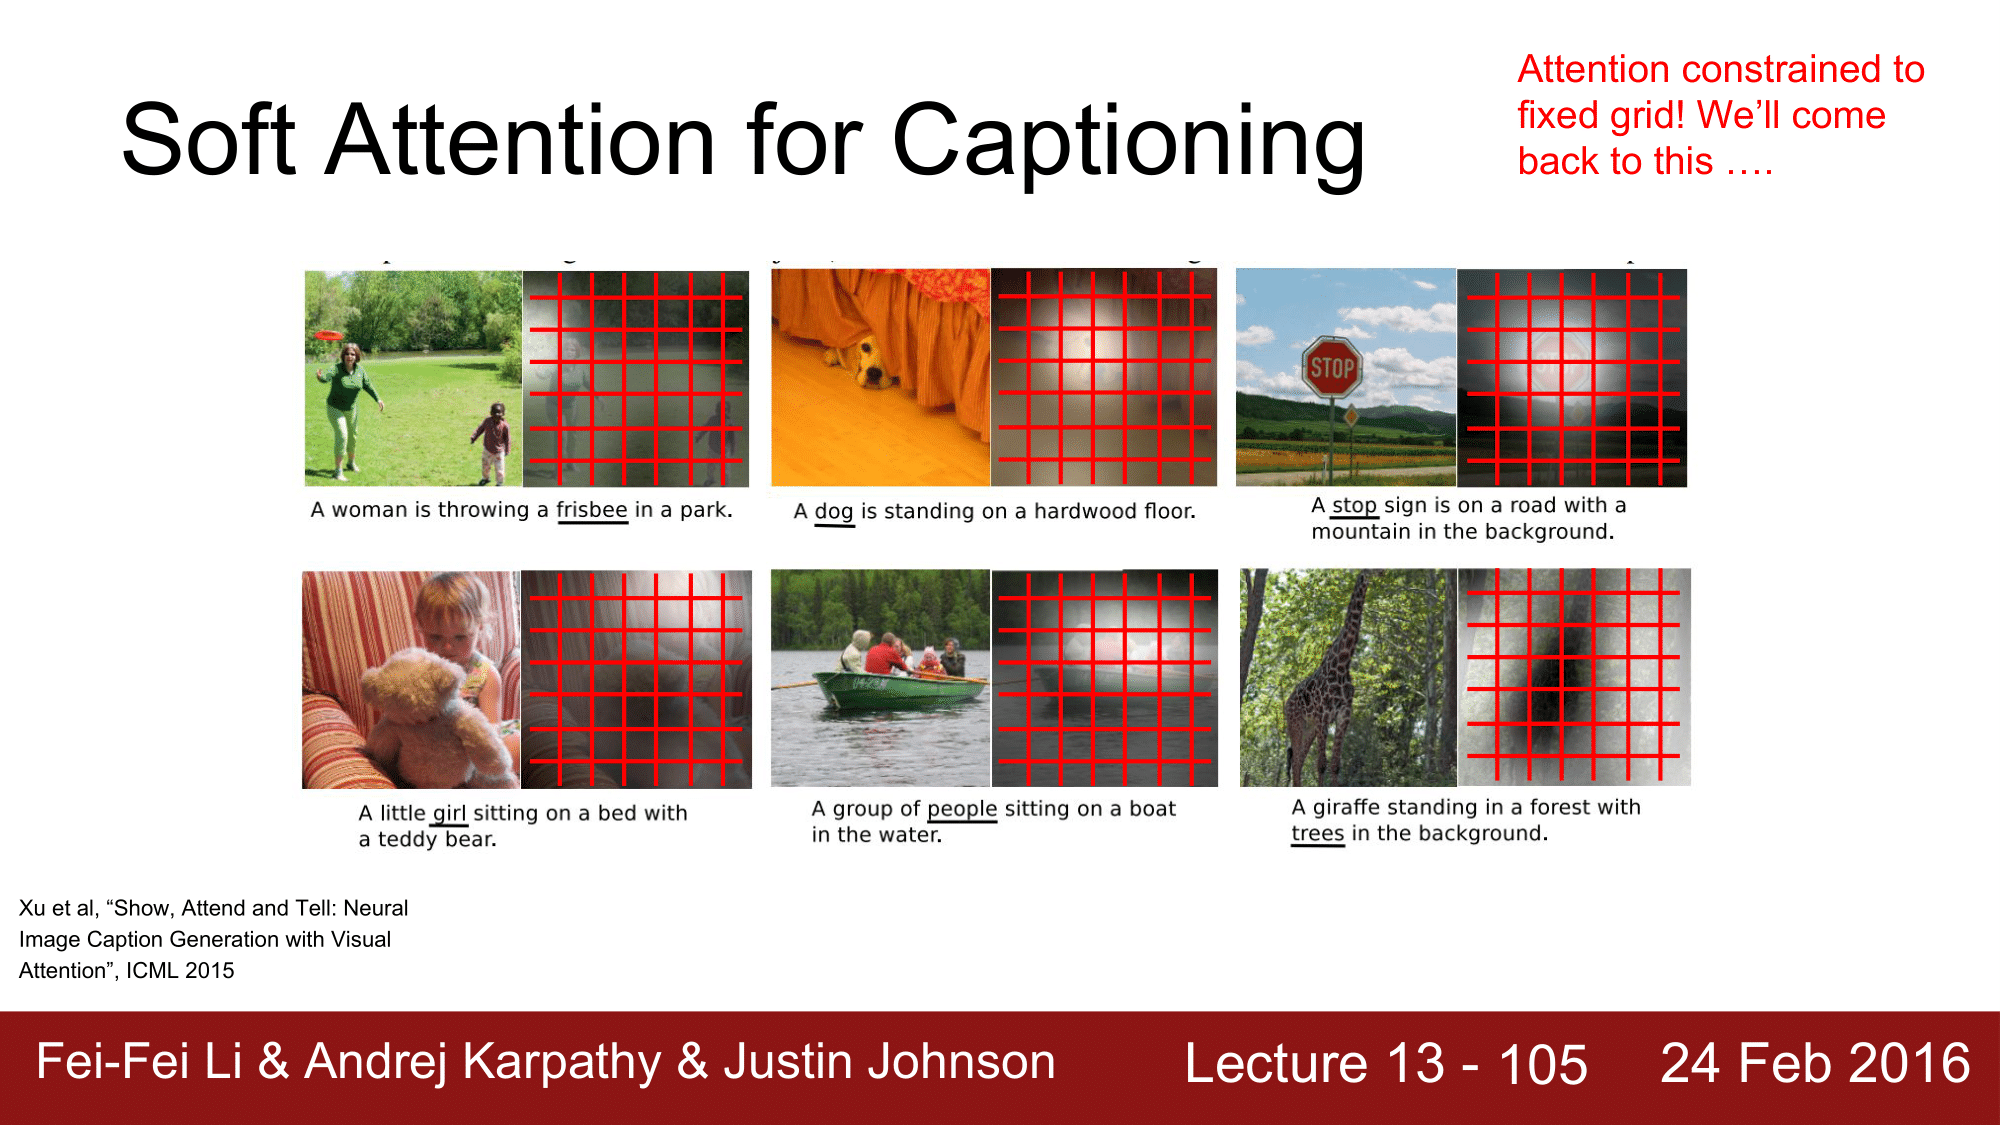 Soft Attention for Captioning
Attention constrained to
fixed grid! We’ll come
back to this ….
STOP
A woman is throwing a frisbee in a park.
A dog is standing on a hardwood floor.
A stop sign is on a road with a
mountain in the background.
A little girl sitting on a bed with
a teddy bear.
A group of people sitting on a boat
in the water.
A giraffe standing in a forest with
trees in the background.
Xu et al, “Show, Attend and Tell: Neural
Image Caption Generation with Visual
Attention”, ICML 2015
Fei-Fei Li & Andrej Karpathy & Justin Johnson
Lecture 13 - 105
24 Feb 2016